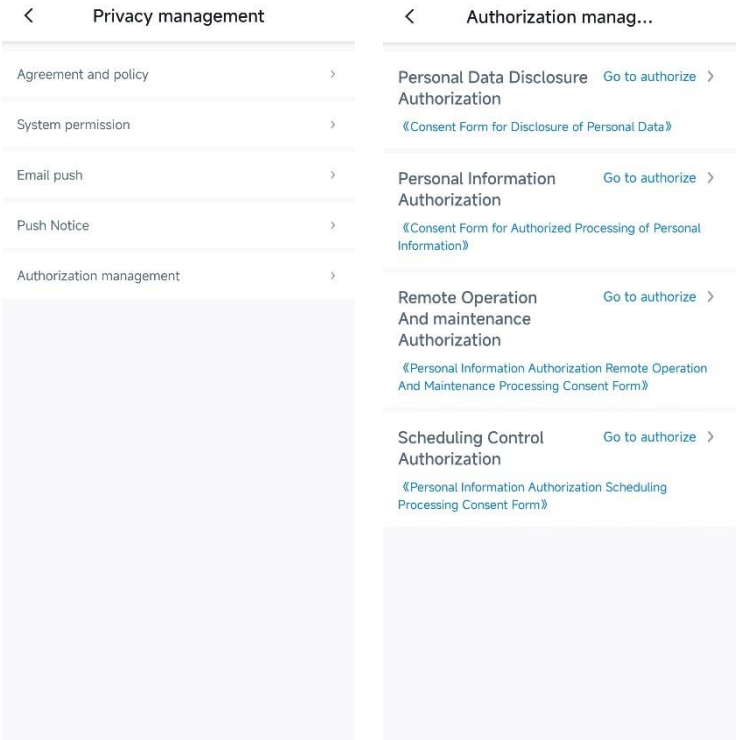 Privacy management
Agreement and policy
System permission
Email push
Push Notice
Authorization management
Authorization manag...
Personal Data Disclosure Go to authorize
Authorization
《Consent Form for Disclosure of Personal Data》
Personal Information Go to authorize
Authorization
《Consent Form for Authorized Processing of Personal
Information》
Remote Operation Go to authorize
And maintenance
Authorization
《Personal Information Authorization Remote Operation
And Maintenance Processing Consent Form》
Scheduling Control Go to authorize
Authorization
《Personal Information Authorization Scheduling
Processing Consent Form》